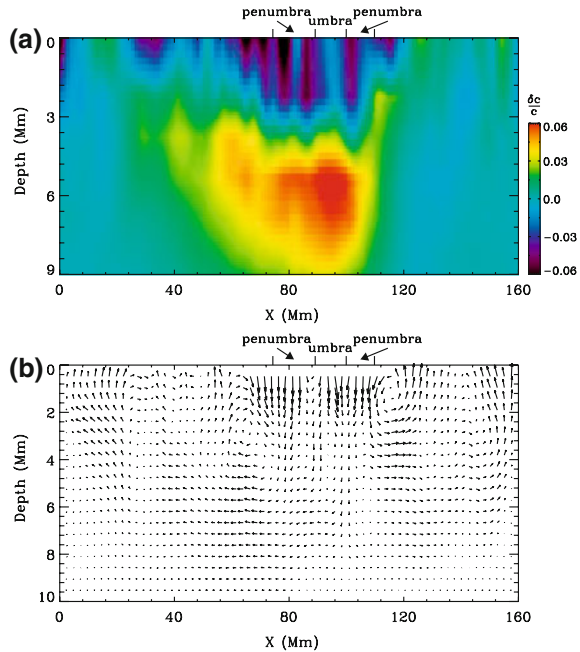 penumbra penumbra
umbra
(a)
0
3
6
9
Depth (Mm)
δc
c
0.06
0.03
0.0
-0.03
-0.06
0 40 80 120 160
X (Mm)
penumbra penumbra
umbra
(b)
0
2
4
6
8
10
Depth (Mm)
0 40 80 120 160
X (Mm)